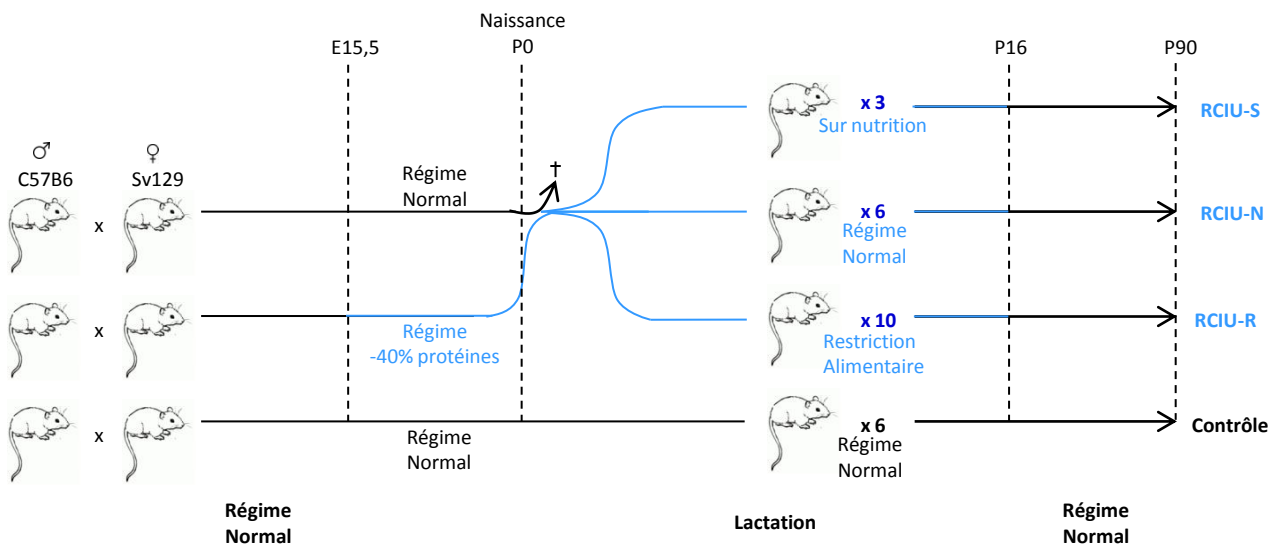 Naissance
E15,5
P0
P16
P90
x 3
Sur nutrition
RCIU-S
♂
♀
C57B6
Sv129
Régime
Normal
†
x
x 6
Régime
Normal
RCIU-N
x
Régime
-40% protéines
x 10
Restriction
Alimentaire
RCIU-R
x
Régime
Normal
x 6
Régime
Normal
Contrôle
Régime
Normal
Lactation
Régime
Normal